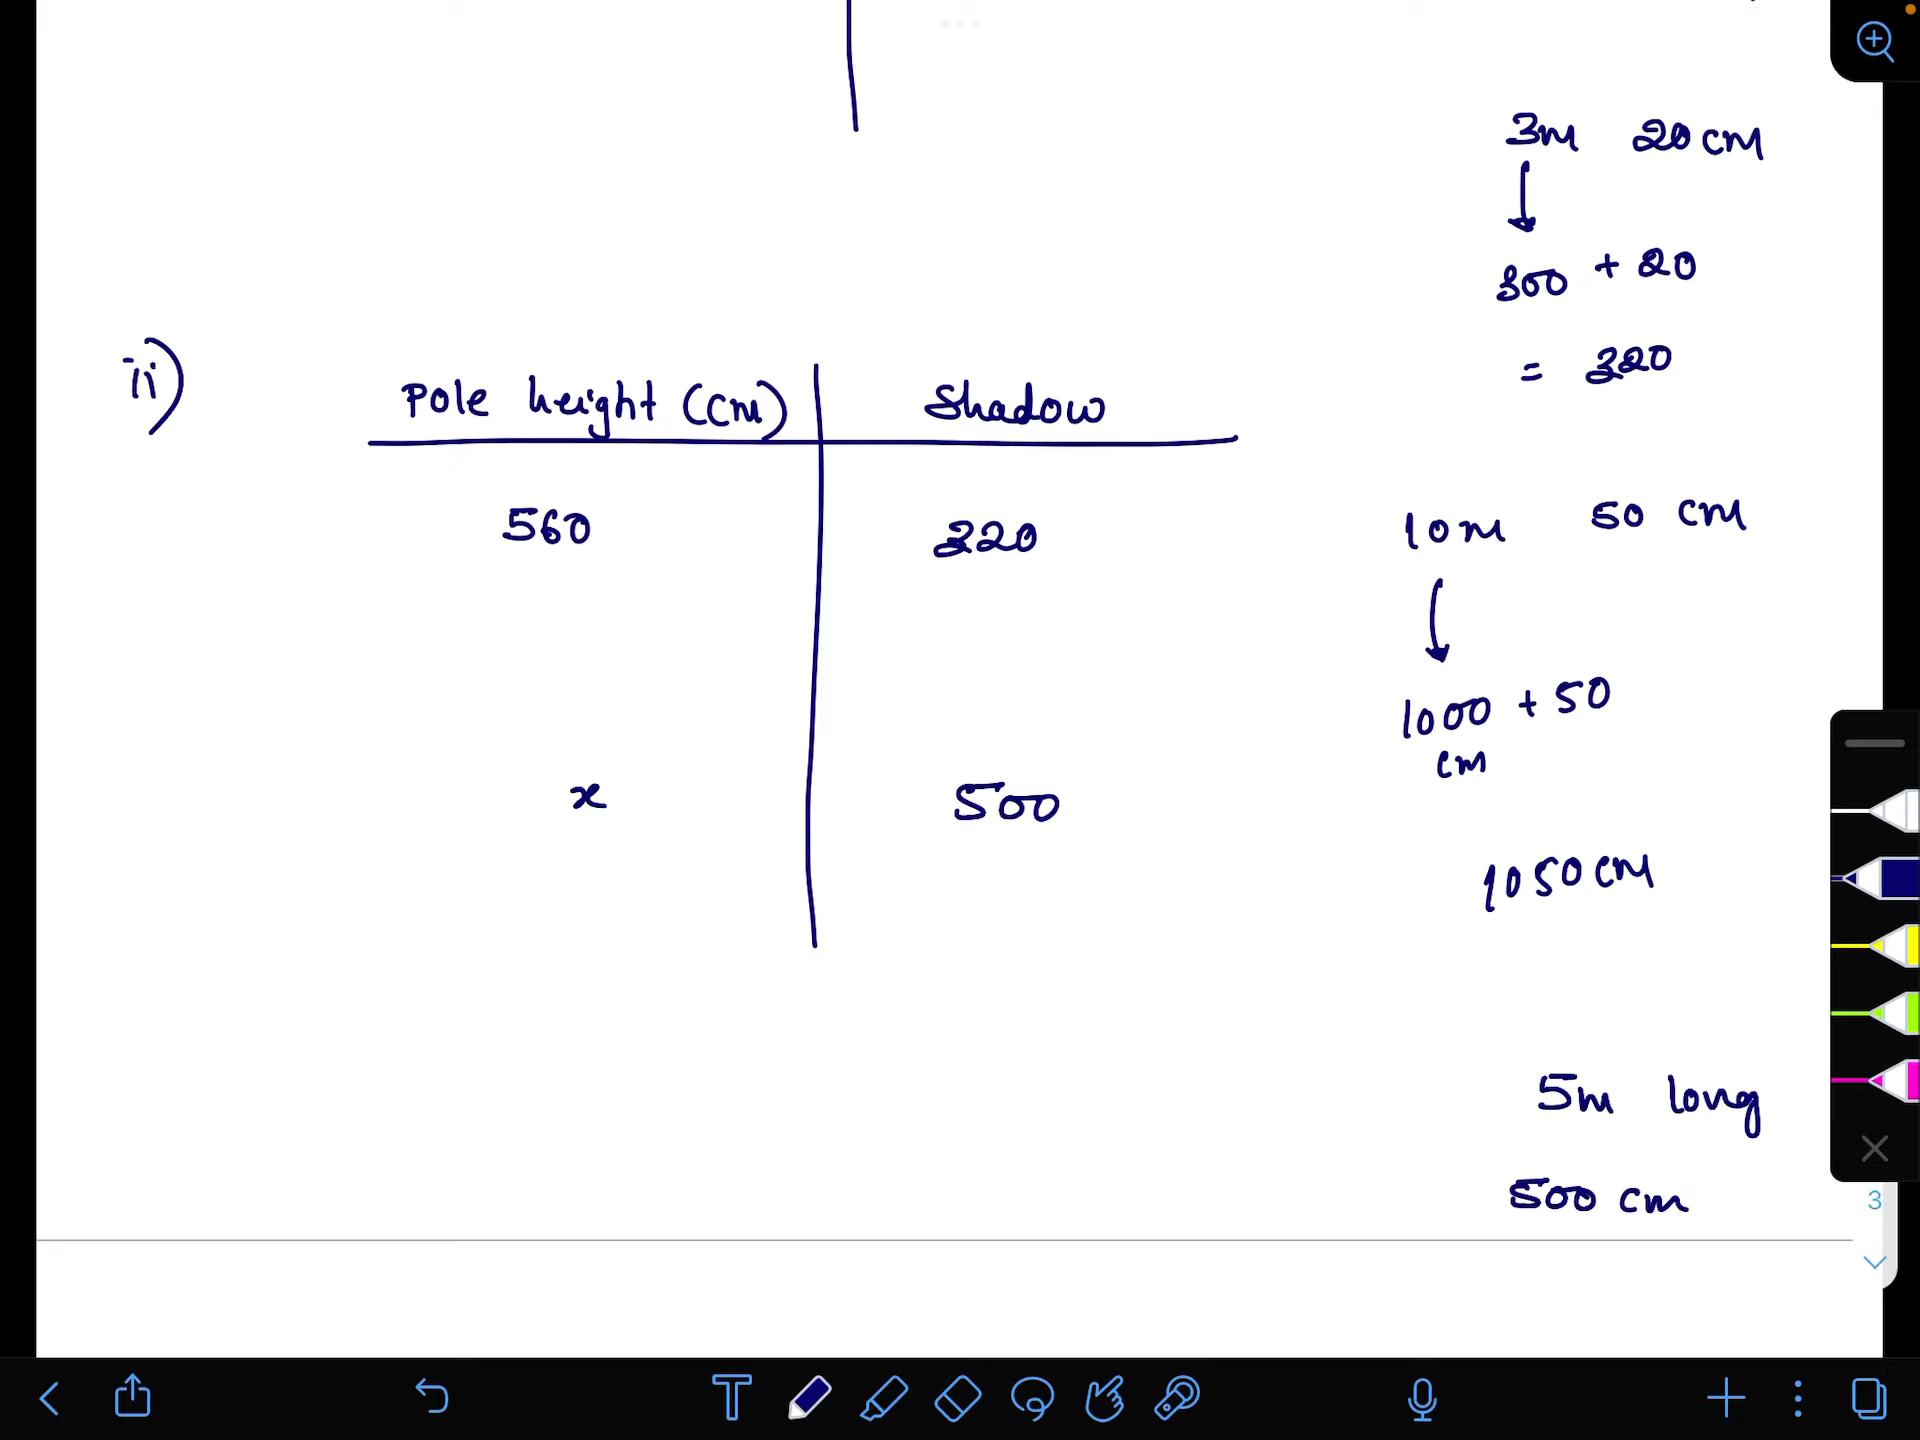 3m 20 cm
300 + 20
= 320
ii)
Pole height (cm) Shadow
560 320
10m 50 cm
1000 + 50
cm
x 500
1050 cm
5m long
500 cm
3